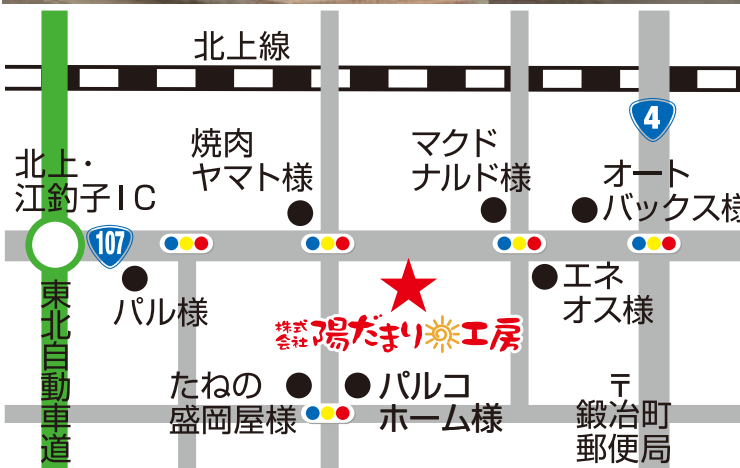 北上線
4
焼肉
ヤマト様
マクド
ナルド様
オート
バックス様
北上・
江釣子IC
107
パル様
エネ
オス様
株式
会社
陽だまり工房
東北自動車道
たねの
盛岡屋様
パルコ
ホーム様
〒
鍛冶町
郵便局